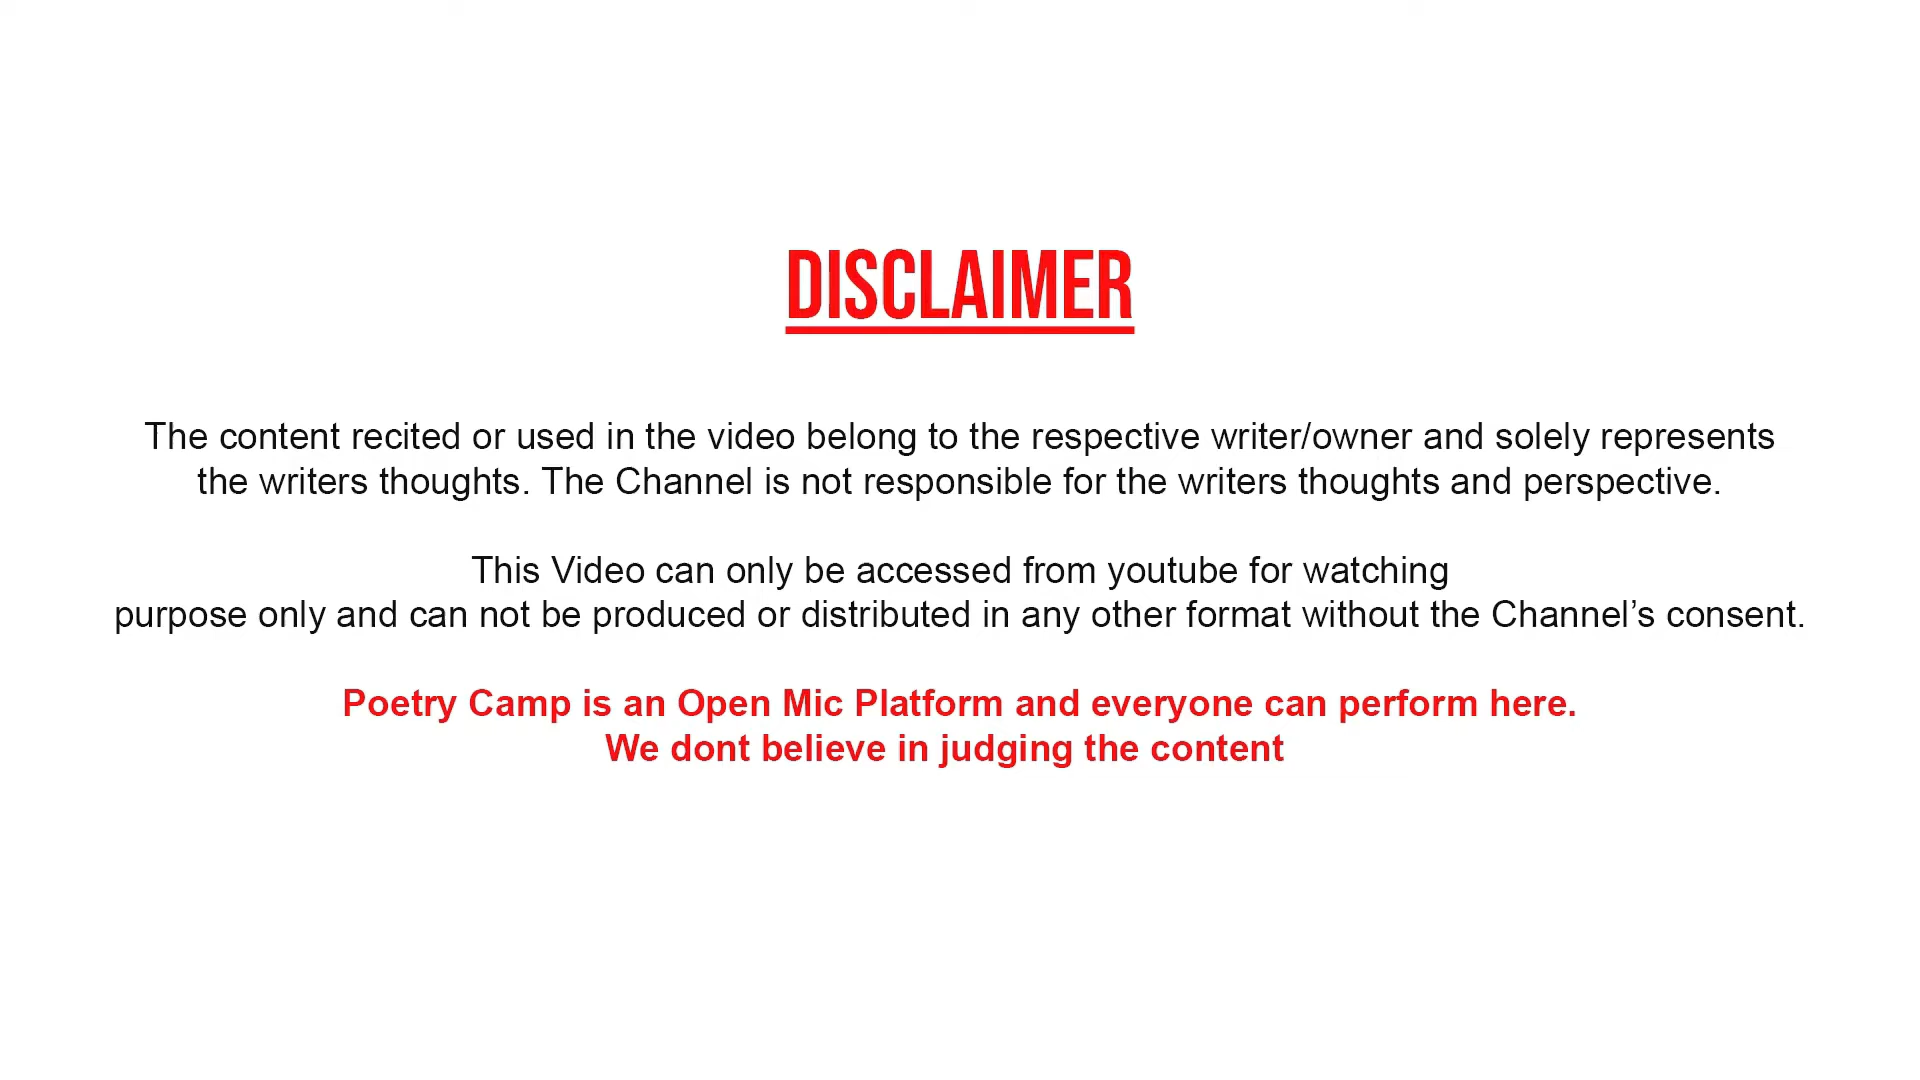 DISCLAIMER
The content recited or used in the video belong to the respective writer/owner and solely represents
the writers thoughts. The Channel is not responsible for the writers thoughts and perspective.
This Video can only be accessed from youtube for watching
purpose only and can not be produced or distributed in any other format without the Channel’s consent.
Poetry Camp is an Open Mic Platform and everyone can perform here.
We dont believe in judging the content